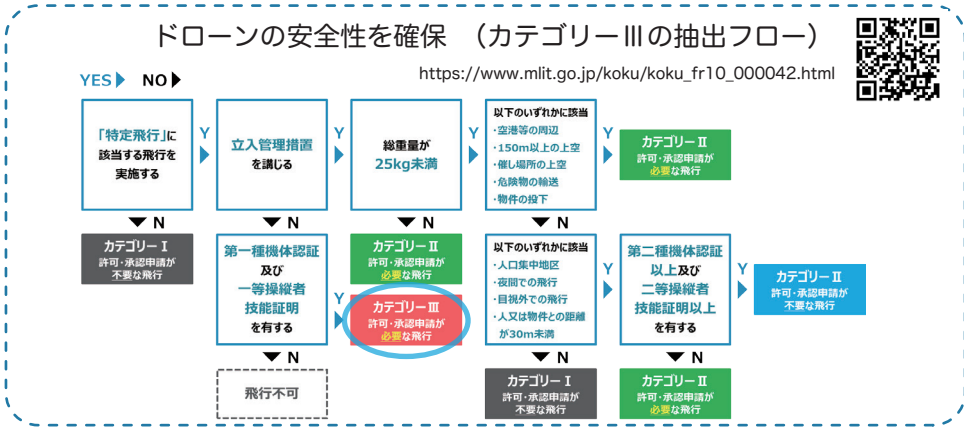 ドローンの安全性を確保 （カテゴリーⅢの抽出フロー）
https://www.mlit.go.jp/koku/koku_fr10_000042.html
YES NO
「特定飛行」に
該当する飛行を
実施する
Y
立入管理措置
を講じる
Y
総重量が
25kg未満
Y
以下のいずれかに該当
・空港等の周辺
・150m以上の上空
・催し場所の上空
・危険物の輸送
・物件の投下
Y
カテゴリーⅡ
許可・承認申請が
必要な飛行
N
N
N
N
カテゴリーⅠ
許可・承認申請が
不要な飛行
第一種機体認証
及び
一等操縦者
技能証明
を有する
Y
カテゴリーⅡ
許可・承認申請が
必要な飛行
カテゴリーⅢ
許可・承認申請が
必要な飛行
以下のいずれかに該当
・人口集中地区
・夜間での飛行
・目視外での飛行
・人又は物件との距離
が30m未満
Y
第二種機体認証
以上及び
二等操縦者
技能証明以上
を有する
Y
カテゴリーⅡ
許可・承認申請が
不要な飛行
N
N
N
飛行不可
カテゴリーⅠ
許可・承認申請が
不要な飛行
カテゴリーⅡ
許可・承認申請が
必要な飛行